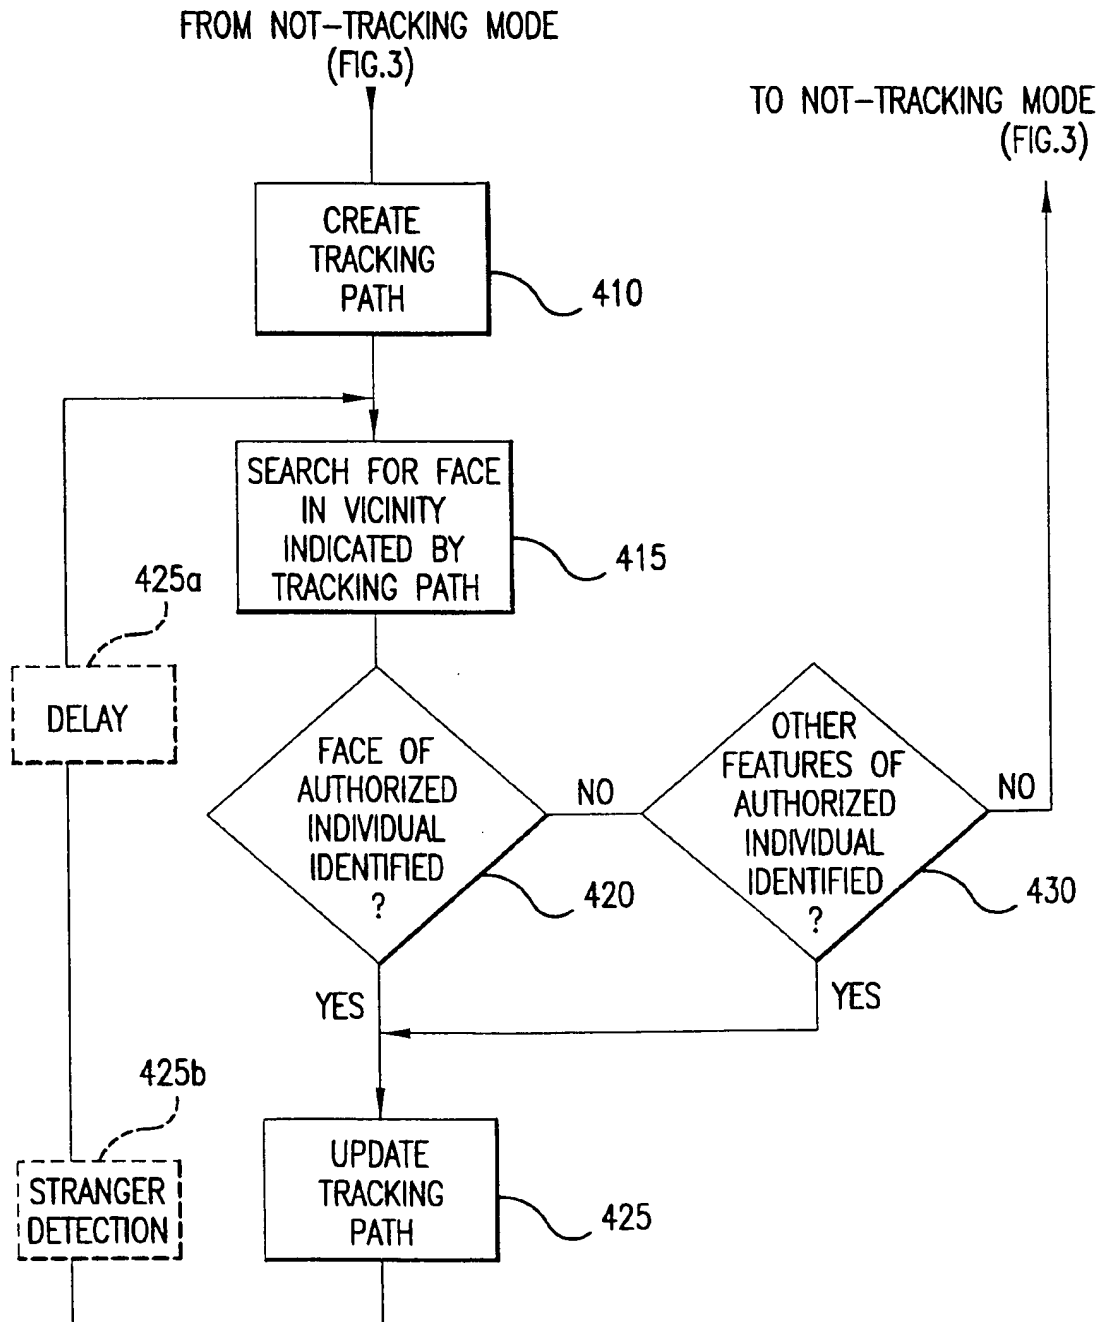 FROM NOT-TRACKING MODE
(FIG.3)
TO NOT-TRACKING MODE
(FIG.3)
CREATE
TRACKING
PATH
410
SEARCH FOR FACE
IN VICINITY
INDICATED BY
TRACKING PATH
415
425a
DELAY
FACE OF
AUTHORIZED
INDIVIDUAL
IDENTIFIED
?
420
NO
OTHER
FEATURES OF
AUTHORIZED
INDIVIDUAL
IDENTIFIED
?
430
NO
YES
YES
425b
STRANGER
DETECTION
UPDATE
TRACKING
PATH
425